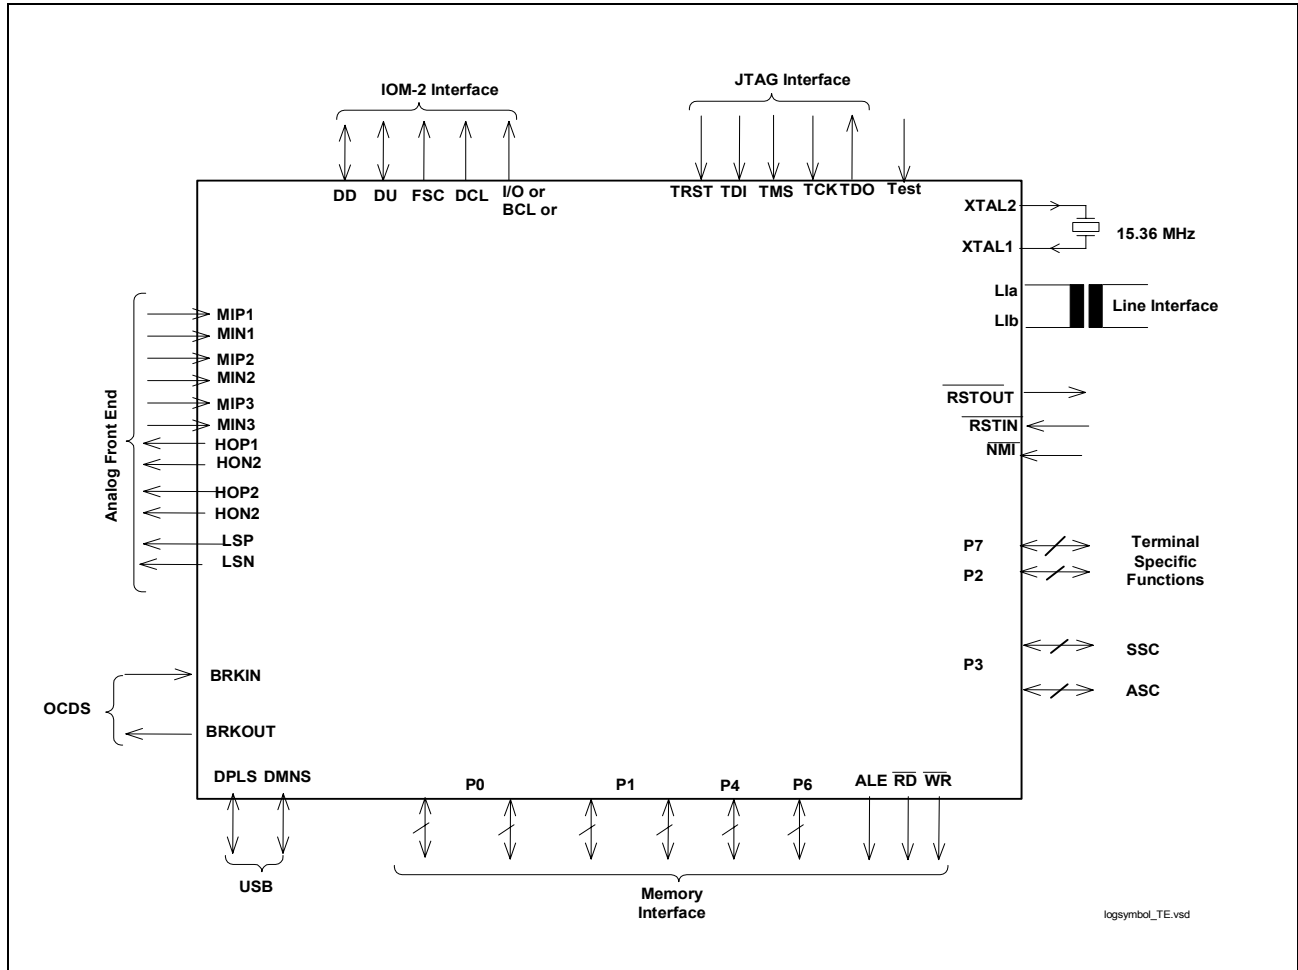 IOM-2 Interface
JTAG Interface
DD DU FSC DCL I/O or
BCL or
TRST TDI TMS TCK TDO Test
XTAL2
XTAL1
15.36 MHz
LIa
LIb
Line Interface
Analog Front End
MIP1
MIN1
MIP2
MIN2
MIP3
MIN3
HOP1
HON2
HOP2
HON2
LSP
LSN
RSTOUT
RSTIN
NMI
P7
P2
Terminal
Specific
Functions
P3
SSC
ASC
OCDS
BRKIN
BRKOUT
DPLS DMNS
P0 P1 P4 P6 ALE RD WR
USB
Memory
Interface
logsymbol_TE.vsd